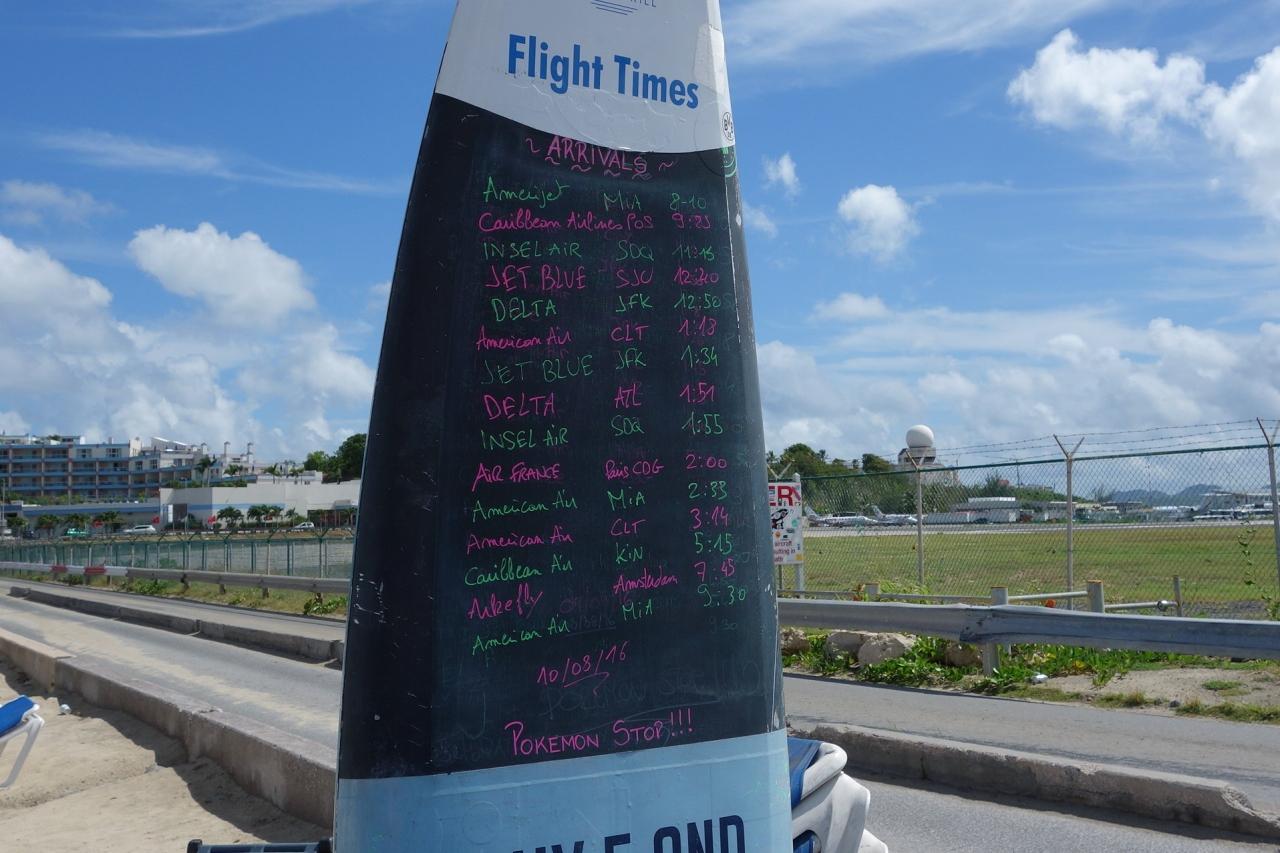 Flight Times
~ ARRIVALS ~
Amerijet MiA 8-10
Caribbean Airlines POS 9:25
INSEL AiR SDQ 11:15
JET BLUE SJU
DELTA JFK 12:50
American Air CLT 1:18
JET BLUE JFK 1:34
DELTA ATL 1:51
INSEL AiR SDQ 1:55
AiR FRANCE Paris CDG 2:00
American Air MiA 2:33
American Air CLT 3:14
Caribbean Air KiN 5:15
Arkefly Amsterdam 7:45
American Air MiA 9:30
10/08/16
POKEMON STOP!!!